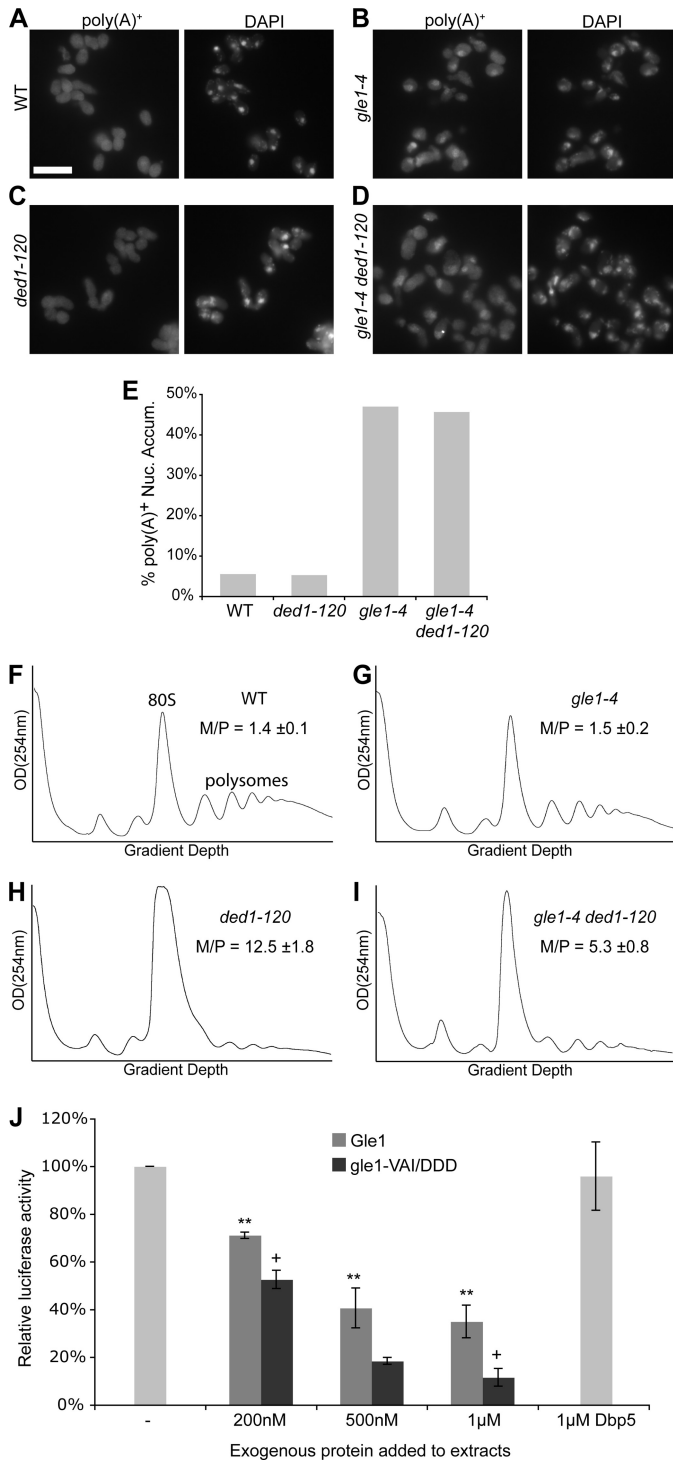 A poly(A)+ DAPI
WT
B poly(A)+ DAPI
gle1-4
C
ded1-120
D
gle1-4 ded1-120
E
% poly(A)+ Nuc. Accum.
50%
40%
30%
20%
10%
0%
WT ded1-120 gle1-4 gle1-4 ded1-120
F
OD(254nm)
80S
WT
M/P = 1.4 ±0.1
polysomes
Gradient Depth
G
OD(254nm)
gle1-4
M/P = 1.5 ±0.2
Gradient Depth
H
OD(254nm)
ded1-120
M/P = 12.5 ±1.8
Gradient Depth
I
OD(254nm)
gle1-4 ded1-120
M/P = 5.3 ±0.8
Gradient Depth
J
Relative luciferase activity
120%
100%
80%
60%
40%
20%
0%
Gle1
gle1-VAI/DDD
** + ** ** +
- 200nM 500nM 1μM 1μM Dbp5
Exogenous protein added to extracts